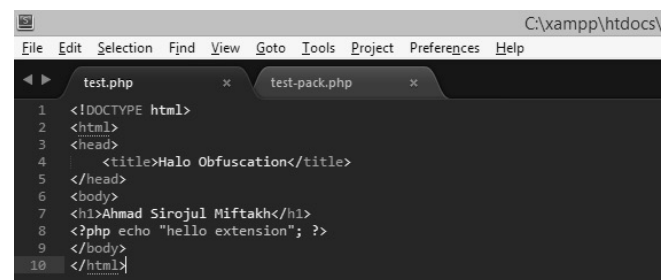 C:\xampp\htdocs\
File Edit Selection Find View Goto Tools Project Preferences Help
test.php × test-pack.php ×
1 <!DOCTYPE html>
2 <html>
3 <head>
4 <title>Halo Obfuscation</title>
5 </head>
6 <body>
7 <h1>Ahmad Sirojul Miftakh</h1>
8 <?php echo "hello extension"; ?>
9 </body>
10 </html>